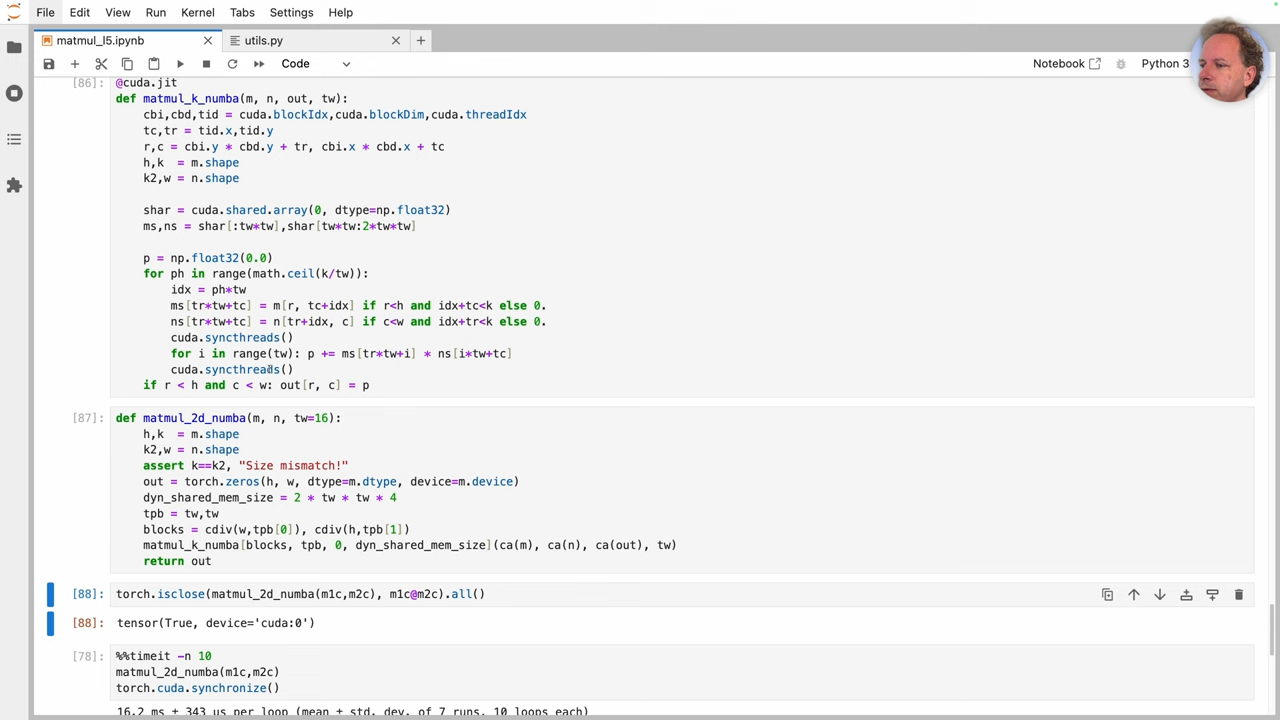 File Edit View Run Kernel Tabs Settings Help
matmul_l5.ipynb utils.py
Code Notebook Python 3
[86]: @cuda.jit
def matmul_k_numba(m, n, out, tw):
    cbi,cbd,tid = cuda.blockIdx,cuda.blockDim,cuda.threadIdx
    tc,tr = tid.x,tid.y
    r,c = cbi.y * cbd.y + tr, cbi.x * cbd.x + tc
    h,k  = m.shape
    k2,w = n.shape
    shar = cuda.shared.array(0, dtype=np.float32)
    ms,ns = shar[:tw*tw],shar[tw*tw:2*tw*tw]
    p = np.float32(0.0)
    for ph in range(math.ceil(k/tw)):
        idx = ph*tw
        ms[tr*tw+tc] = m[r, tc+idx] if r<h and idx+tc<k else 0.
        ns[tr*tw+tc] = n[tr+idx, c] if c<w and idx+tr<k else 0.
        cuda.syncthreads()
        for i in range(tw): p += ms[tr*tw+i] * ns[i*tw+tc]
        cuda.syncthreads()
    if r < h and c < w: out[r, c] = p
[87]: def matmul_2d_numba(m, n, tw=16):
    h,k  = m.shape
    k2,w = n.shape
    assert k==k2, "Size mismatch!"
    out = torch.zeros(h, w, dtype=m.dtype, device=m.device)
    dyn_shared_mem_size = 2 * tw * tw * 4
    tpb = tw,tw
    blocks = cdiv(w,tpb[0]), cdiv(h,tpb[1])
    matmul_k_numba[blocks, tpb, 0, dyn_shared_mem_size](ca(m), ca(n), ca(out), tw)
    return out
[88]: torch.isclose(matmul_2d_numba(m1c,m2c), m1c@m2c).all()
[88]: tensor(True, device='cuda:0')
[78]: %%timeit -n 10
matmul_2d_numba(m1c,m2c)
torch.cuda.synchronize()
16.2 ms ± 343 us per loop (mean ± std. dev. of 7 runs, 10 loops each)